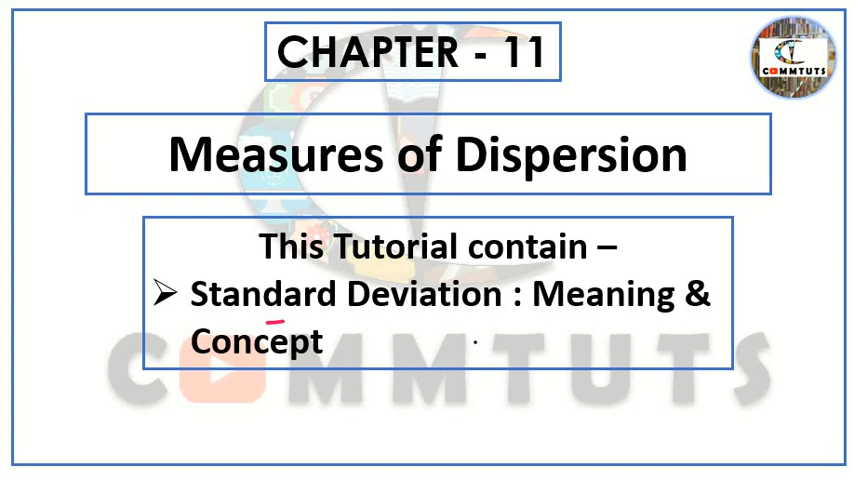 CHAPTER - 11
COMMTUTS
Measures of Dispersion
This Tutorial contain –
➢ Standard Deviation : Meaning &
Concept
COMMTUTS